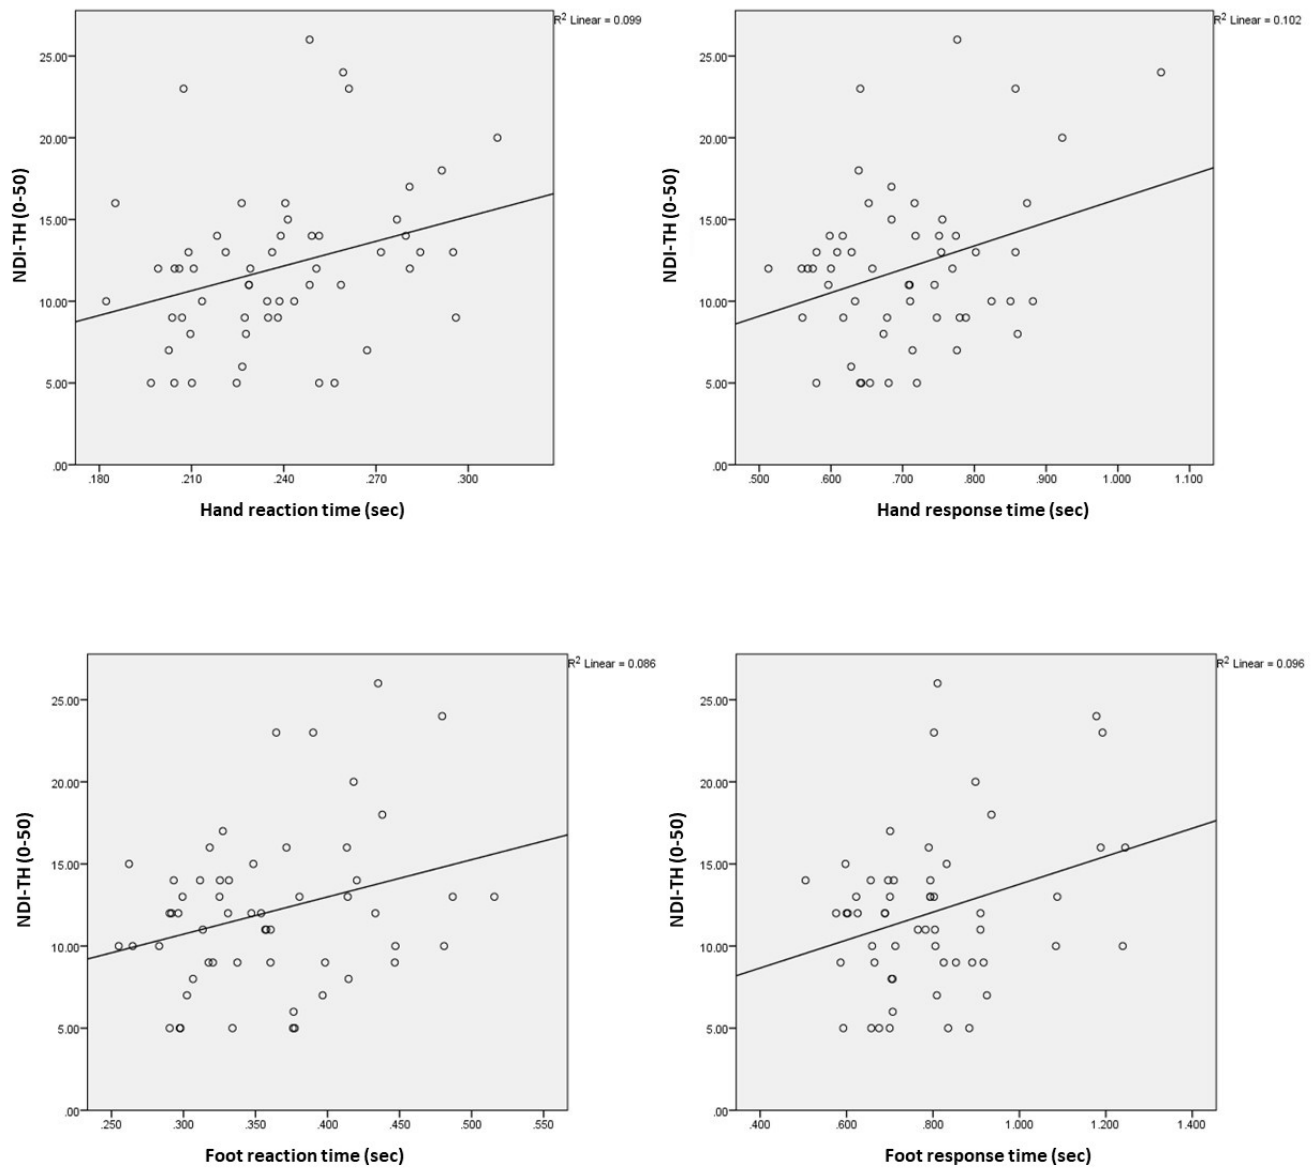 R2 Linear = 0.099
25.00
20.00
15.00
10.00
5.00
.00
NDI-TH (0-50)
.180 .210 .240 .270 .300
Hand reaction time (sec)
R2 Linear = 0.102
25.00
20.00
15.00
10.00
5.00
.00
NDI-TH (0-50)
.500 .600 .700 .800 .900 1.000 1.100
Hand response time (sec)
R2 Linear = 0.086
25.00
20.00
15.00
10.00
5.00
.00
NDI-TH (0-50)
.250 .300 .350 .400 .450 .500 .550
Foot reaction time (sec)
R2 Linear = 0.096
25.00
20.00
15.00
10.00
5.00
.00
NDI-TH (0-50)
.400 .600 .800 1.000 1.200 1.400
Foot response time (sec)